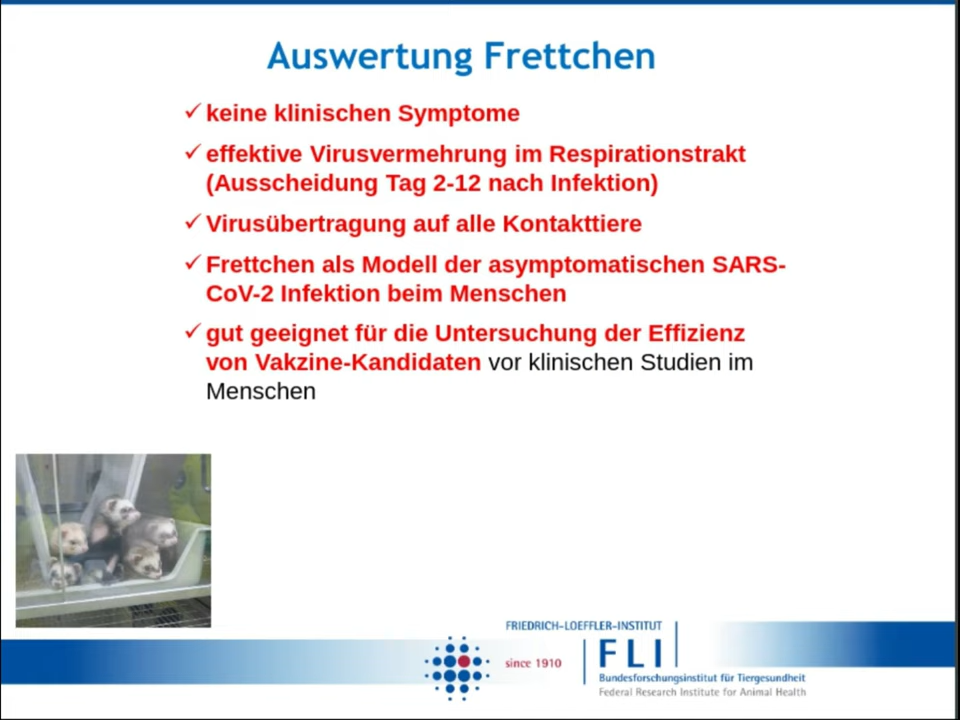 Auswertung Frettchen
✓ keine klinischen Symptome
✓ effektive Virusvermehrung im Respirationstrakt
(Ausscheidung Tag 2-12 nach Infektion)
✓ Virusübertragung auf alle Kontakttiere
✓ Frettchen als Modell der asymptomatischen SARS-
CoV-2 Infektion beim Menschen
✓ gut geeignet für die Untersuchung der Effizienz
von Vakzine-Kandidaten vor klinischen Studien im
Menschen
FRIEDRICH-LOEFFLER-INSTITUT
since 1910
FLI
Bundesforschungsinstitut für Tiergesundheit
Federal Research Institute for Animal Health